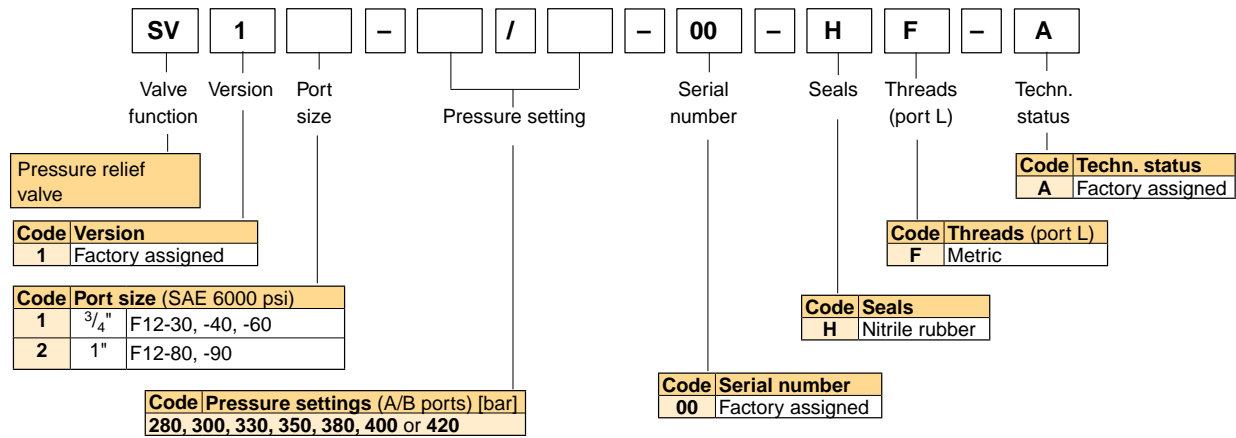 SV 1 – / – 00 – H F – A
Valve function
Version
Port size
Pressure setting
Serial number
Seals
Threads (port L)
Techn. status
Pressure relief
valve
Code Techn. status
A Factory assigned
Code Version
1 Factory assigned
Code Threads (port L)
F Metric
Code Port size (SAE 6000 psi)
1 3/4" F12-30, -40, -60
2 1" F12-80, -90
Code Seals
H Nitrile rubber
Code Serial number
00 Factory assigned
Code Pressure settings (A/B ports) [bar]
280, 300, 330, 350, 380, 400 or 420